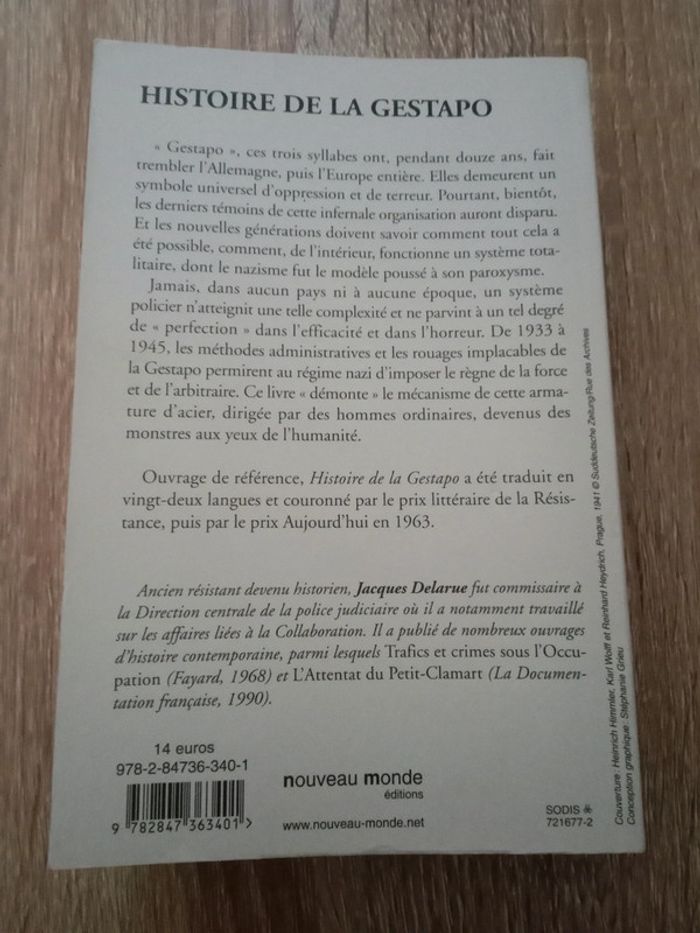 HISTOIRE DE LA GESTAPO
« Gestapo », ces trois syllabes ont, pendant douze ans, fait
trembler l'Allemagne, puis l'Europe entière. Elles demeurent un
symbole universel d'oppression et de terreur. Pourtant, bientôt,
les derniers témoins de cette infernale organisation auront disparu.
Et les nouvelles générations doivent savoir comment tout cela a
été possible, comment, de l'intérieur, fonctionne un système tota-
litaire, dont le nazisme fut le modèle poussé à son paroxysme.
Jamais, dans aucun pays ni à aucune époque, un système
policier n'atteignit une telle complexité et ne parvint à un tel degré
de « perfection » dans l'efficacité et dans l'horreur. De 1933 à
1945, les méthodes administratives et les rouages implacables de
la Gestapo permirent au régime nazi d'imposer le règne de la force
et de l'arbitraire. Ce livre « démonte » le mécanisme de cette arma-
ture d'acier, dirigée par des hommes ordinaires, devenus des
monstres aux yeux de l'humanité.
Ouvrage de référence, Histoire de la Gestapo a été traduit en
vingt-deux langues et couronné par le prix littéraire de la Résis-
tance, puis par le prix Aujourd'hui en 1963.
Ancien résistant devenu historien, Jacques Delarue fut commissaire à
la Direction centrale de la police judiciaire où il a notamment travaillé
sur les affaires liées à la Collaboration. Il a publié de nombreux ouvrages
d'histoire contemporaine, parmi lesquels Trafics et crimes sous l'Occu-
pation (Fayard, 1968) et L'Attentat du Petit-Clamart (La Documen-
tation française, 1990).
14 euros
978-2-84736-340-1
9 782847 363401 >
nouveau monde
éditions
www.nouveau-monde.net
SODIS
721677-2
Couverture : Heinrich Himmler, Karl Wolff et Reinhard Heydrich, Prague, 1941 © Suddeutsche Zeitung/Rue des Archives
Conception graphique : Stéphanie Grieu